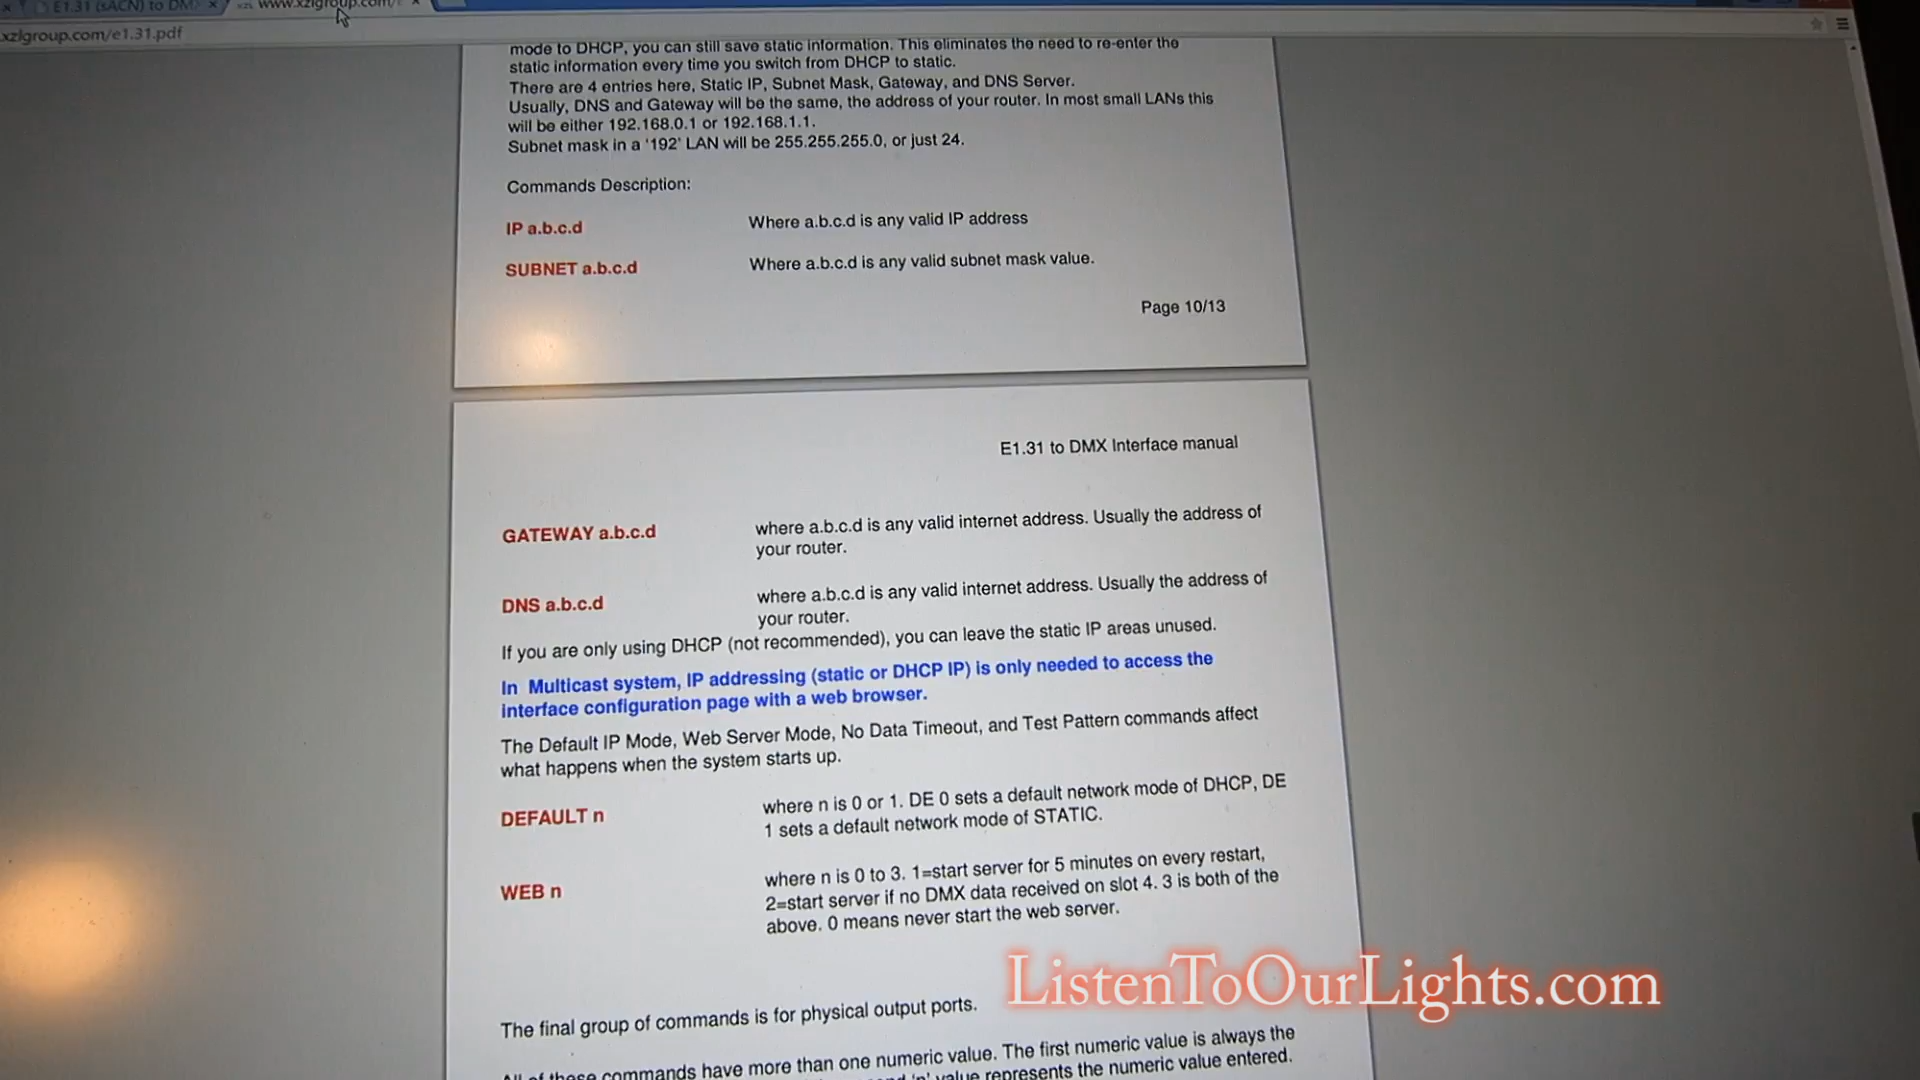 E1.31 (sACN) to DM
www.xzlgroup.com/
xzlgroup.com/e1.31.pdf
mode to DHCP, you can still save static information. This eliminates the need to re-enter the
static information every time you switch from DHCP to static.
There are 4 entries here, Static IP, Subnet Mask, Gateway, and DNS Server.
Usually, DNS and Gateway will be the same, the address of your router. In most small LANs this
will be either 192.168.0.1 or 192.168.1.1.
Subnet mask in a ‘192’ LAN will be 255.255.255.0, or just 24.
Commands Description:
IP a.b.c.d Where a.b.c.d is any valid IP address
SUBNET a.b.c.d Where a.b.c.d is any valid subnet mask value.
Page 10/13
E1.31 to DMX Interface manual
GATEWAY a.b.c.d where a.b.c.d is any valid internet address. Usually the address of
your router.
DNS a.b.c.d where a.b.c.d is any valid internet address. Usually the address of
your router.
If you are only using DHCP (not recommended), you can leave the static IP areas unused.
In Multicast system, IP addressing (static or DHCP IP) is only needed to access the
interface configuration page with a web browser.
The Default IP Mode, Web Server Mode, No Data Timeout, and Test Pattern commands affect
what happens when the system starts up.
DEFAULT n where n is 0 or 1. DE 0 sets a default network mode of DHCP, DE
1 sets a default network mode of STATIC.
WEB n where n is 0 to 3. 1=start server for 5 minutes on every restart,
2=start server if no DMX data received on slot 4. 3 is both of the
above. 0 means never start the web server.
ListenToOurLights.com
The final group of commands is for physical output ports.
All of these commands have more than one numeric value. The first numeric value is always the
value represents the numeric value entered.